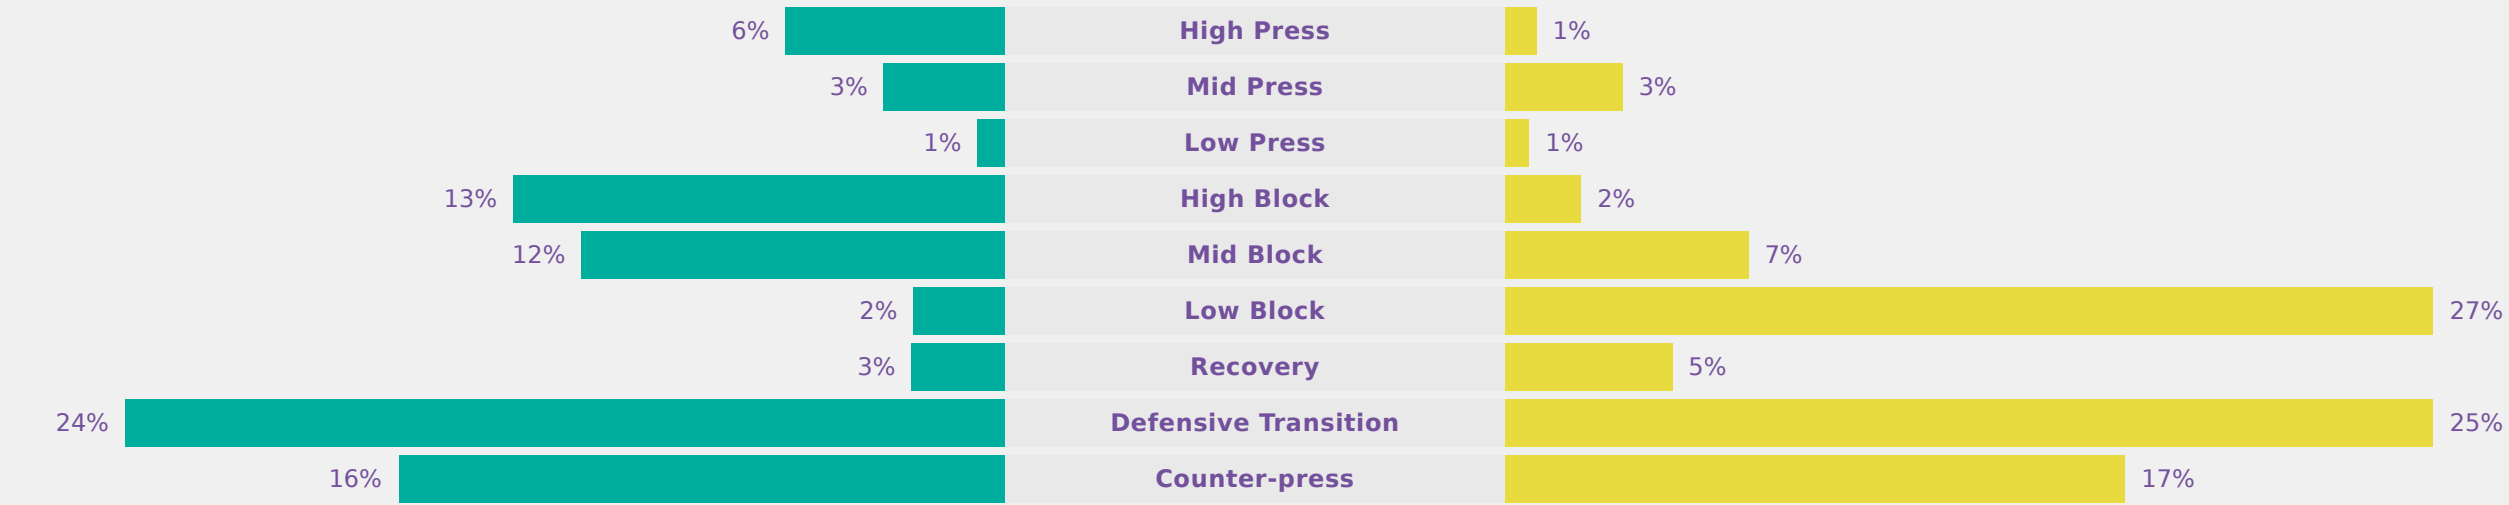 6% High Press 1%
3% Mid Press 3%
1% Low Press 1%
13% High Block 2%
12% Mid Block 7%
2% Low Block 27%
3% Recovery 5%
24% Defensive Transition 25%
16% Counter-press 17%